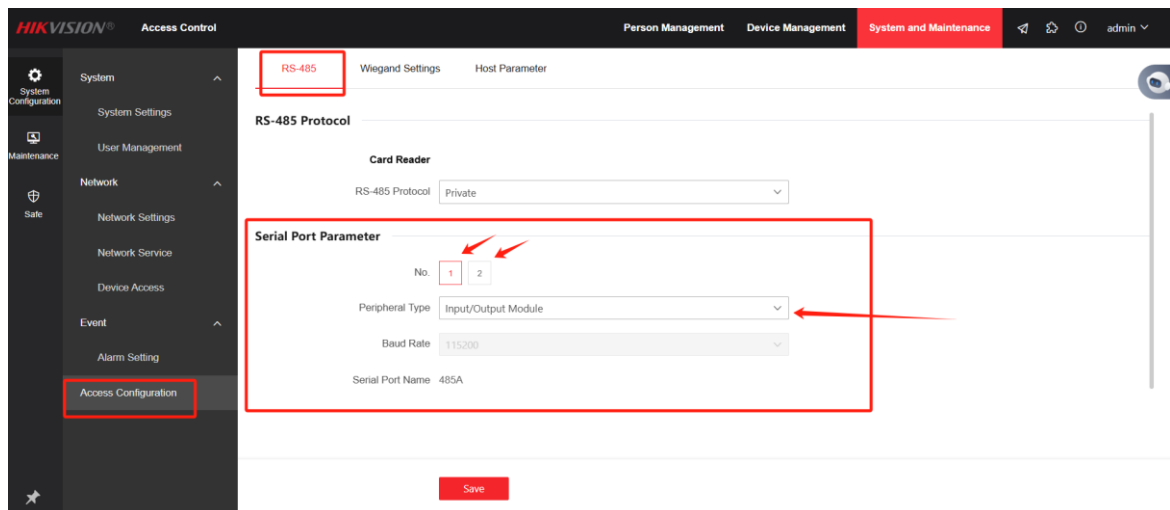 HIKVISION® Access Control Person Management Device Management System and Maintenance admin
System Configuration
Maintenance
Safe
System
System Settings
User Management
Network
Network Settings
Network Service
Device Access
Event
Alarm Setting
Access Configuration
RS-485 Wiegand Settings Host Parameter
RS-485 Protocol
Card Reader
RS-485 Protocol Private
Serial Port Parameter
No. 1 2
Peripheral Type Input/Output Module
Baud Rate 115200
Serial Port Name 485A
Save